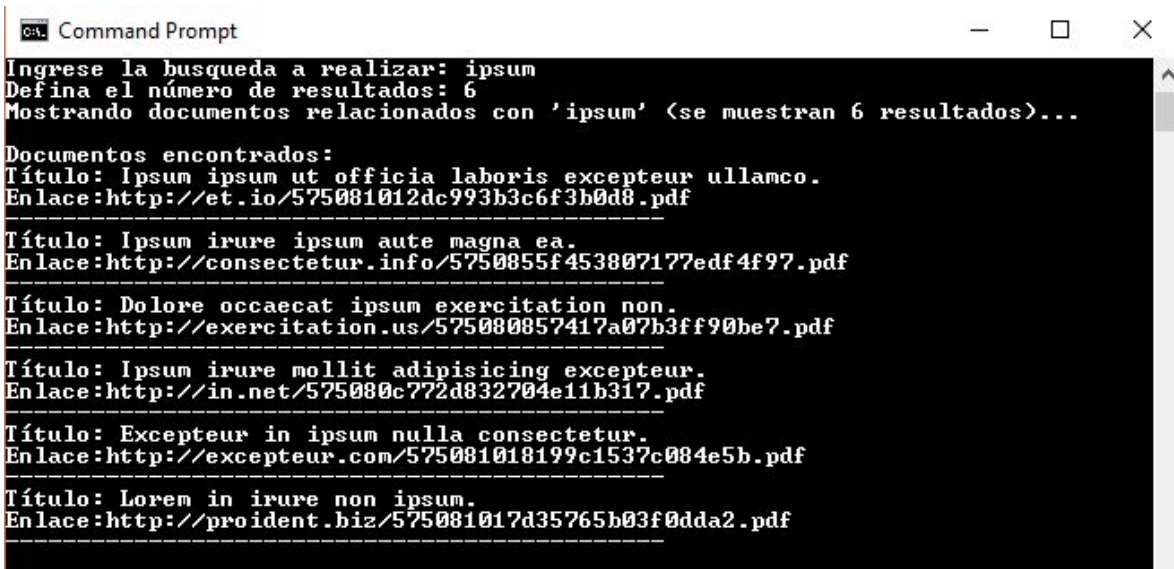 Command Prompt
Ingrese la busqueda a realizar: ipsum
Defina el número de resultados: 6
Mostrando documentos relacionados con 'ipsum' (se muestran 6 resultados)...
Documentos encontrados:
Título: Ipsum ipsum ut officia laboris excepteur ullamco.
Enlace:http://et.io/575081012dc993b3c6f3b0d8.pdf
----------------------------------------------------
Título: Ipsum irure ipsum aute magna ea.
Enlace:http://consectetur.info/5750855f453807177edf4f97.pdf
----------------------------------------------------
Título: Dolore occaecat ipsum exercitation non.
Enlace:http://exercitation.us/575080857417a07b3ff90be7.pdf
----------------------------------------------------
Título: Ipsum irure mollit adipisicing excepteur.
Enlace:http://in.net/575080c772d832704e11b317.pdf
----------------------------------------------------
Título: Excepteur in ipsum nulla consectetur.
Enlace:http://excepteur.com/575081018199c1537c084e5b.pdf
----------------------------------------------------
Título: Lorem in irure non ipsum.
Enlace:http://proident.biz/575081017d35765b03f0dda2.pdf
----------------------------------------------------